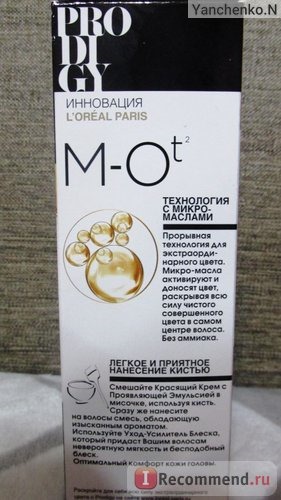 Yanchenko.N
PRO
DI
GY
ИННОВАЦИЯ
L'ORÉAL PARIS
M-Ot²
ТЕХНОЛОГИЯ
С МИКРО-
МАСЛАМИ
Прорывная
технология для
экстраорди-
нарного цвета.
Микро-масла
активируют и
доносят цвет,
раскрывая всю
силу чистого
совершенного
цвета в самом
центре волоса.
Без аммиака.
ЛЕГКОЕ И ПРИЯТНОЕ
НАНЕСЕНИЕ КИСТЬЮ
Смешайте Красящий Крем с
Проявляющей Эмульсией в
мисочке, используя кисть.
Сразу же нанесите
на волосы смесь, обладающую
изысканным ароматом.
Используйте Уход-Усилитель Блеска,
который придаст Вашим волосам
невероятную мягкость и бесподобный
блеск.
Оптимальный комфорт кожи головы.
iRecommend.ru